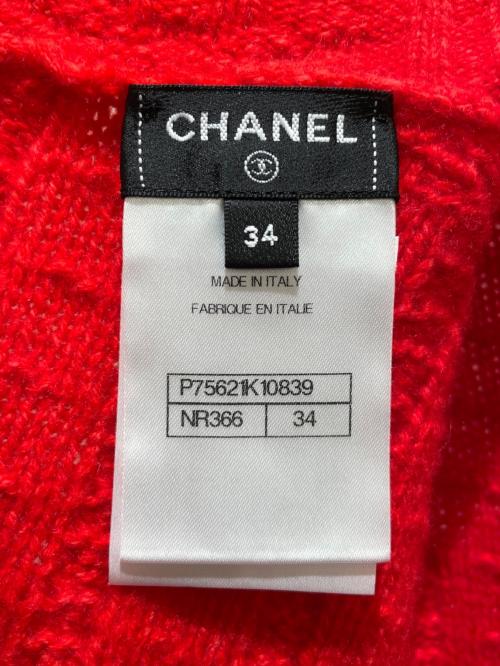 CHANEL
34
MADE IN ITALY
FABRIQUE EN ITALIE
P75621K10839
NR366 34